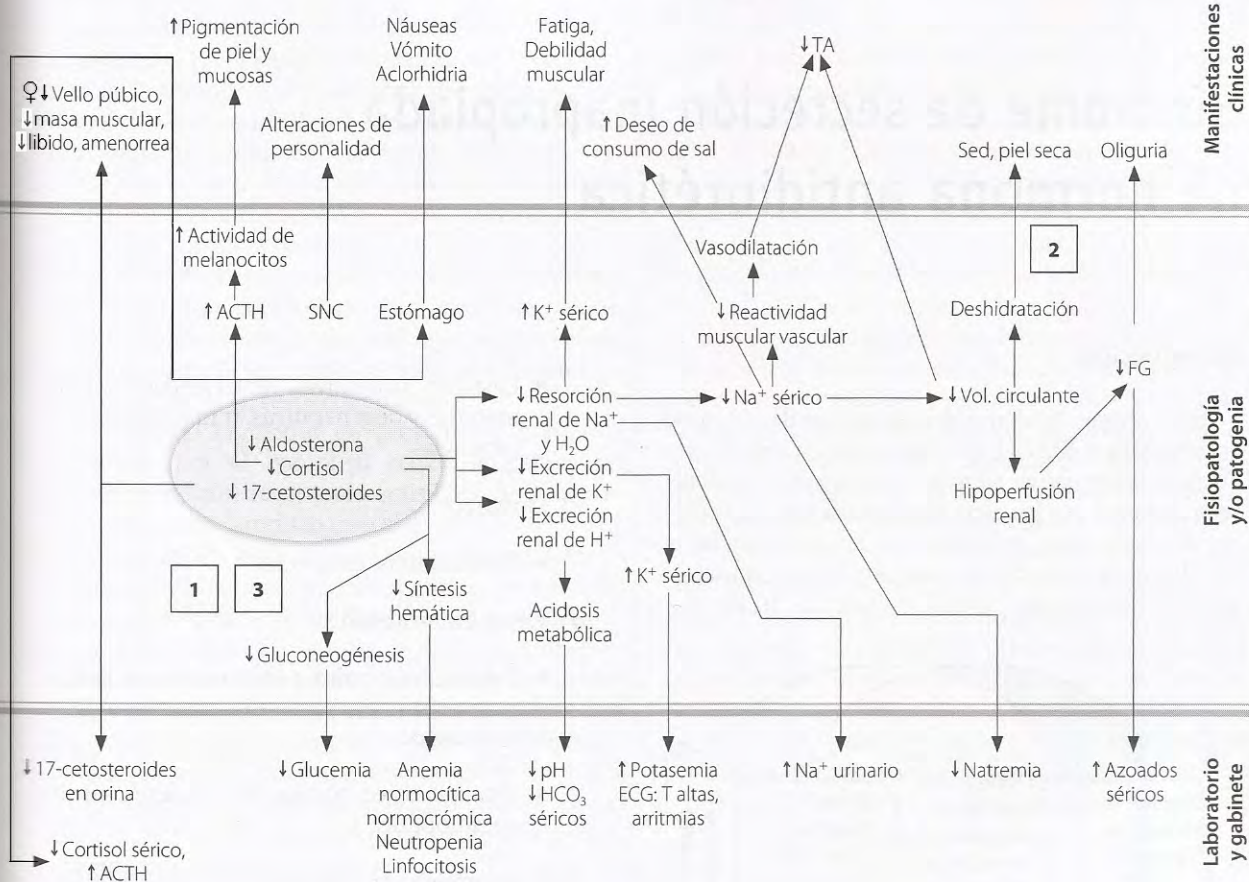 ↑Pigmentación
de piel y
mucosas
Náuseas
Vómito
Aclorhidria
Fatiga,
Debilidad
muscular
↓TA
Manifestaciones
clínicas
♀↓Vello púbico,
↓masa muscular,
↓libido, amenorrea
Alteraciones de
personalidad
↑Deseo de
consumo de sal
Sed, piel seca
Oliguria
↑Actividad de
melanocitos
Vasodilatación
2
↑ACTH
SNC
Estómago
↑K⁺ sérico
↓Reactividad
muscular vascular
Deshidratación
↓FG
Fisiopatología
y/o patogenia
↓Resorción
renal de Na⁺
y H₂O
↓Na⁺ sérico
↓Vol. circulante
↓Aldosterona
↓Cortisol
↓17-cetosteroides
↓Excreción
renal de K⁺
↓Excreción
renal de H⁺
Hipoperfusión
renal
1
3
↓Síntesis
hemática
↑K⁺ sérico
Acidosis
metabólica
↓Gluconeogénesis
↓17-cetosteroides
en orina
↓Glucemia
Anemia
normocítica
normocrómica
Neutropenia
Linfocitosis
↓pH
↓HCO₃
séricos
↑Potasemia
ECG: T altas,
arritmias
↑Na⁺ urinario
↓Natremia
↑Azoados
séricos
Laboratorio
y gabinete
↓Cortisol sérico,
↑ACTH